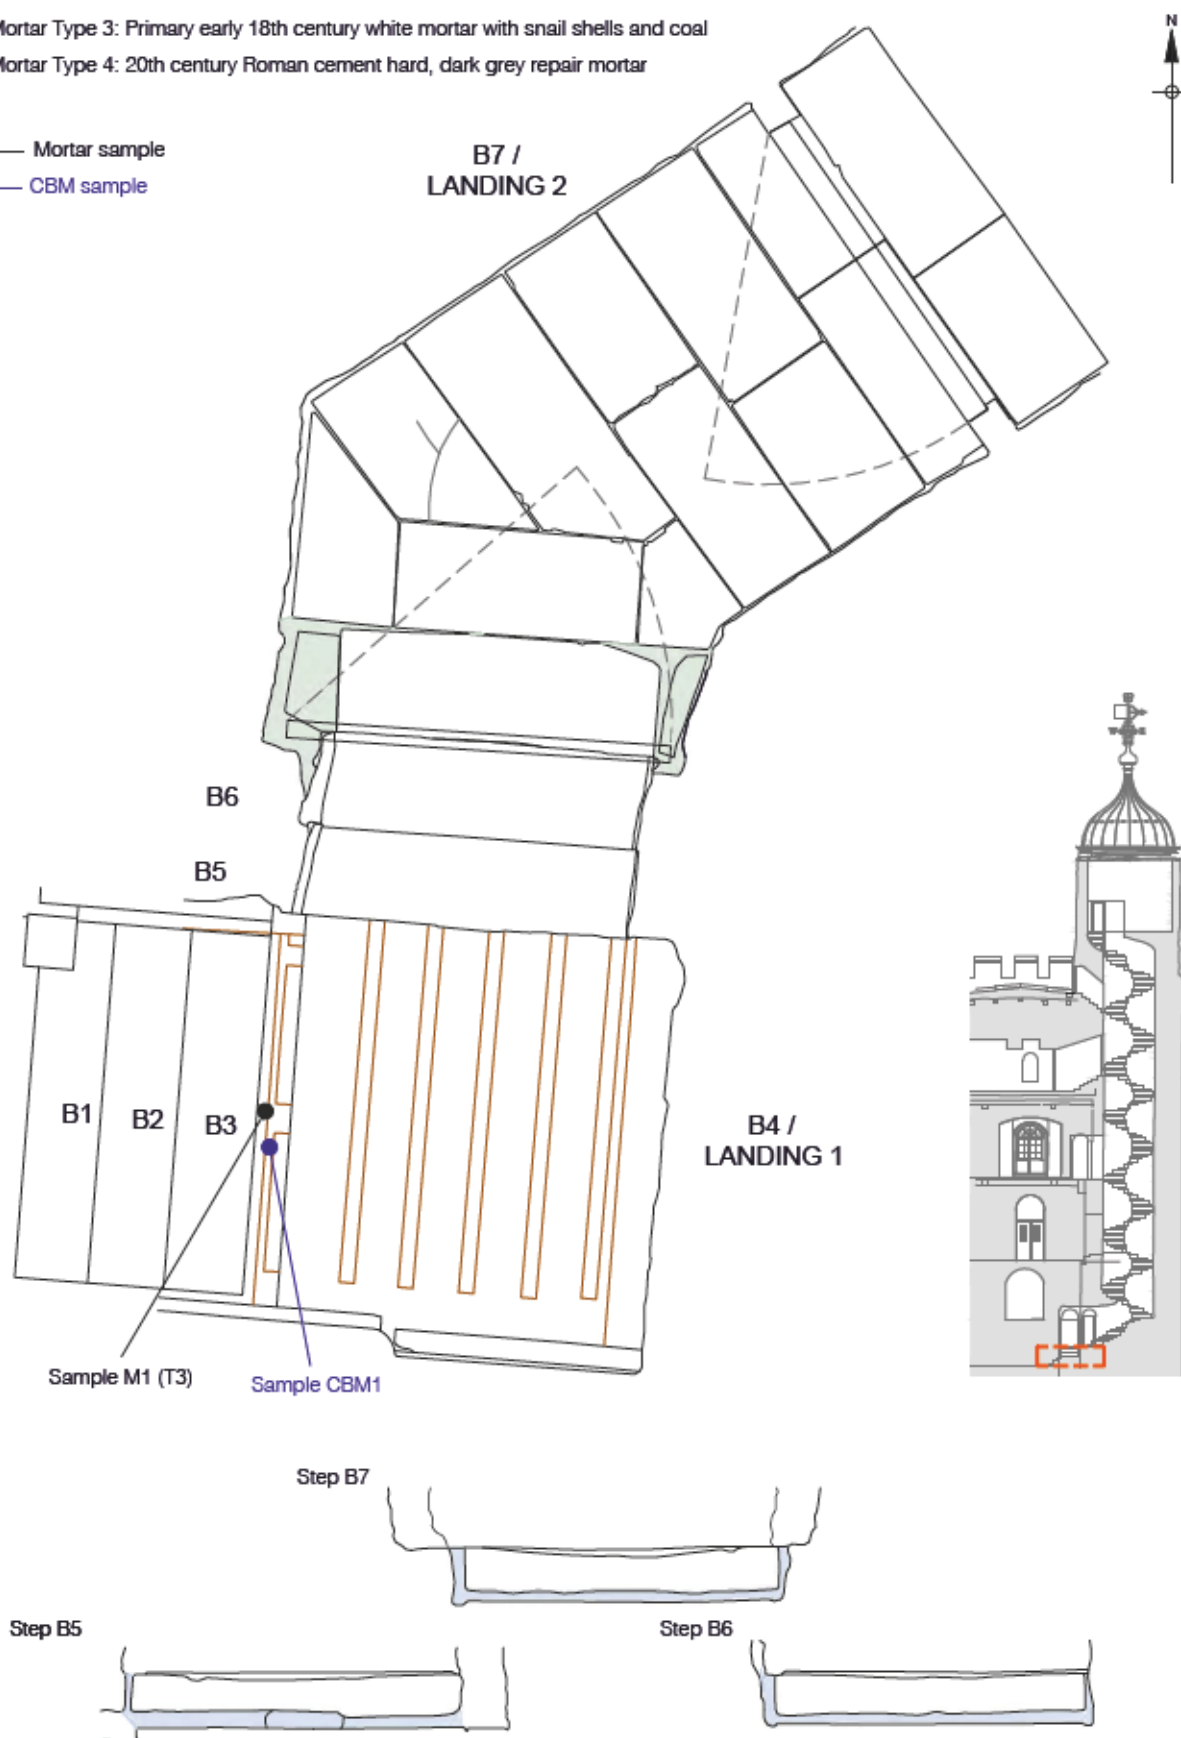 Mortar Type 3: Primary early 18th century white mortar with snail shells and coal
Mortar Type 4: 20th century Roman cement hard, dark grey repair mortar
N
Mortar sample
CBM sample
B7 /
LANDING 2
B6
B5
B1
B2
B3
B4 /
LANDING 1
Sample M1 (T3)
Sample CBM1
Step B7
Step B5
Step B6